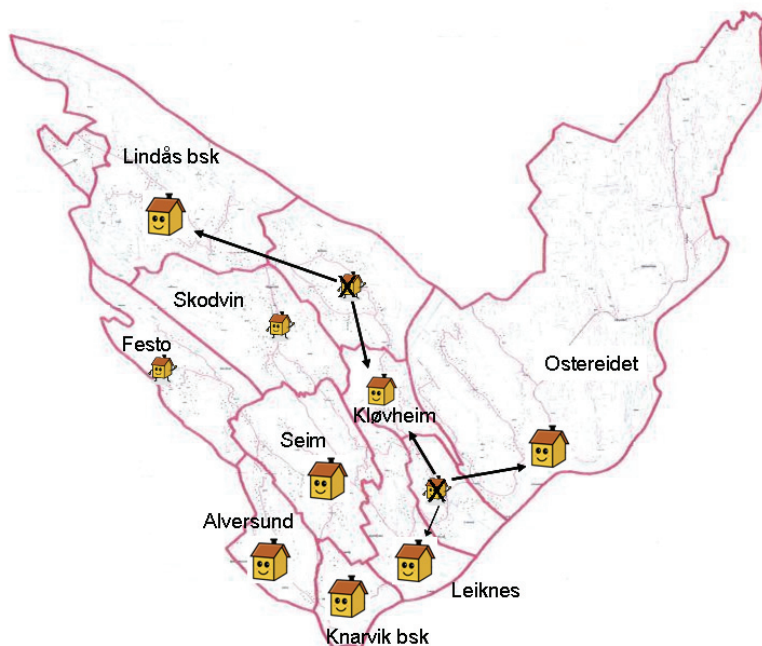 Lindås bsk
Skodvin
Festo
Ostereidet
Kløvheim
Seim
Alversund
Leiknes
Knarvik bsk